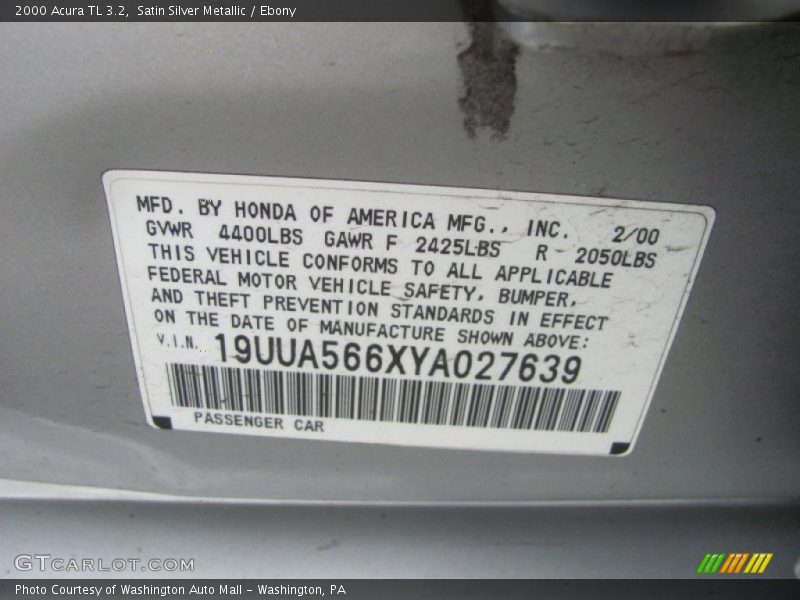 2000 Acura TL 3.2, Satin Silver Metallic / Ebony
MFD. BY HONDA OF AMERICA MFG., INC. 2/00
GVWR 4400LBS GAWR F 2425LBS R - 2050LBS
THIS VEHICLE CONFORMS TO ALL APPLICABLE
FEDERAL MOTOR VEHICLE SAFETY, BUMPER,
AND THEFT PREVENTION STANDARDS IN EFFECT
ON THE DATE OF MANUFACTURE SHOWN ABOVE:
V.I.N. 19UUA566XYA027639
PASSENGER CAR
GTCARLOT.COM
Photo Courtesy of Washington Auto Mall - Washington, PA